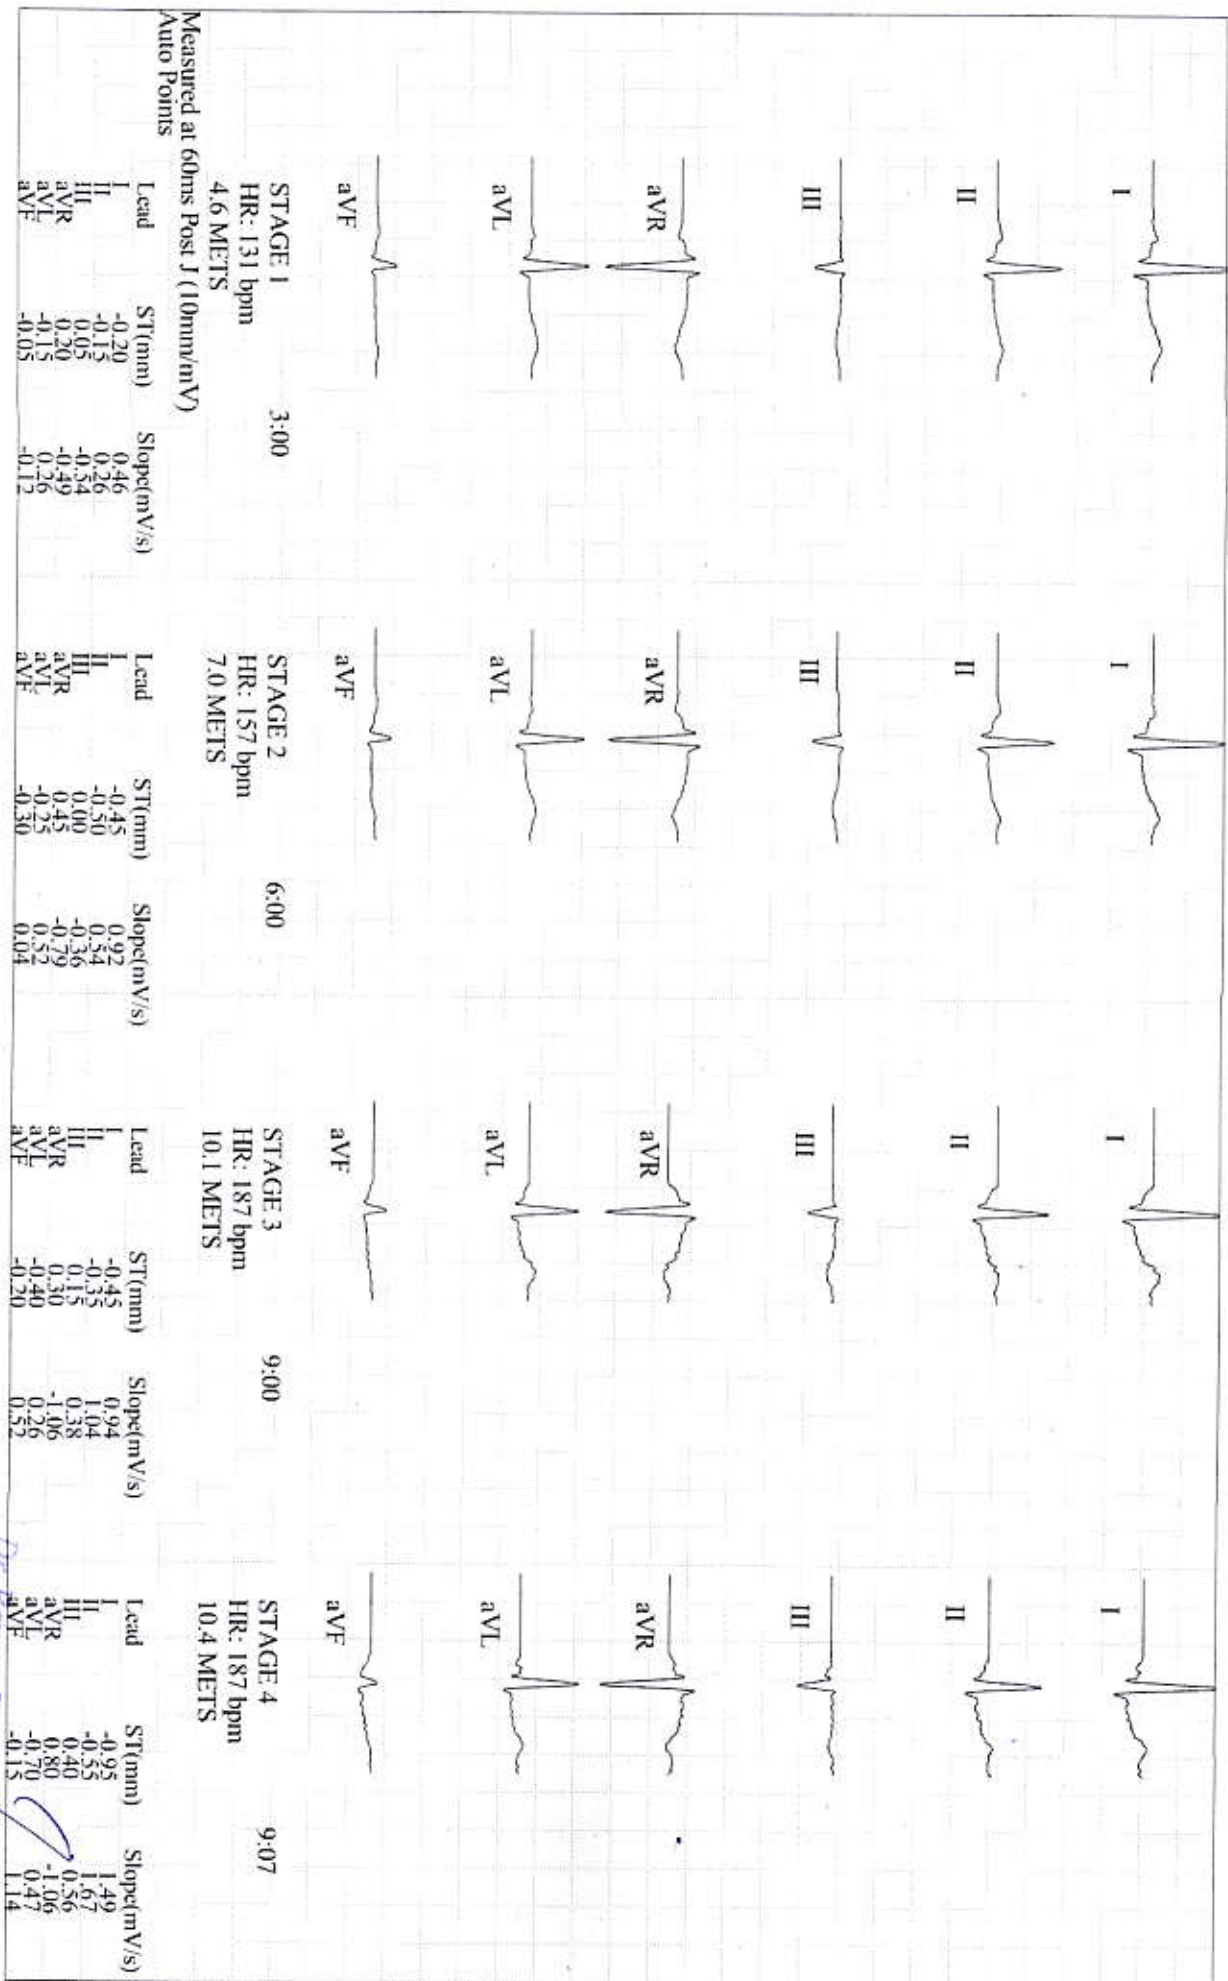 I I I I
II II II II
III III III III
aVR aVR aVR aVR
aVL aVL aVL aVL
aVF aVF aVF aVF
STAGE 1 3:00 STAGE 2 6:00 STAGE 3 9:00 STAGE 4 9:07
HR: 131 bpm HR: 157 bpm HR: 187 bpm HR: 187 bpm
4.6 METS 7.0 METS 10.1 METS 10.4 METS
Measured at 60ms Post J (10mm/mV)
Auto Points
Lead ST(mm) Slope(mV/s) Lead ST(mm) Slope(mV/s) Lead ST(mm) Slope(mV/s) Lead ST(mm) Slope(mV/s)
I -0.20 0.46 I -0.45 0.92 I -0.45 0.94 I -0.95 1.49
II -0.15 0.26 II -0.50 0.54 II -0.35 1.04 II -0.55 1.67
III 0.05 -0.54 III 0.00 -0.36 III 0.15 0.38 III 0.40 0.56
aVR 0.20 -0.49 aVR 0.45 -0.79 aVR 0.30 -1.06 aVR 0.80 -1.06
aVL -0.15 0.26 aVL -0.25 0.52 aVL -0.40 0.26 aVL -0.70 0.47
aVF -0.05 -0.12 aVF -0.30 0.04 aVF -0.20 0.52 aVF -0.15 1.14
Dr